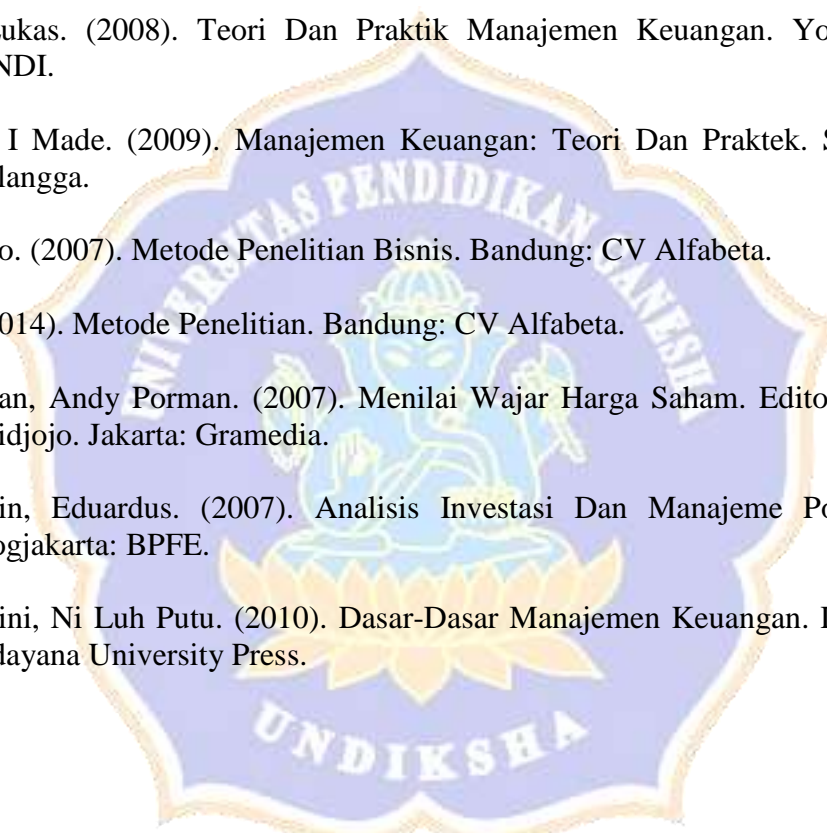 ukas. (2008). Teori Dan Praktik Manajemen Keuangan. Yo
NDI.
I Made. (2009). Manajemen Keuangan: Teori Dan Praktek. S
langga.
o. (2007). Metode Penelitian Bisnis. Bandung: CV Alfabeta.
014). Metode Penelitian. Bandung: CV Alfabeta.
an, Andy Porman. (2007). Menilai Wajar Harga Saham. Edito
idjojo. Jakarta: Gramedia.
in, Eduardus. (2007). Analisis Investasi Dan Manajeme Po
ogjakarta: BPFE.
ini, Ni Luh Putu. (2010). Dasar-Dasar Manajemen Keuangan.
dayana University Press.
UNIVERSITAS PENDIDIKAN GANESH
UNDIKSHA